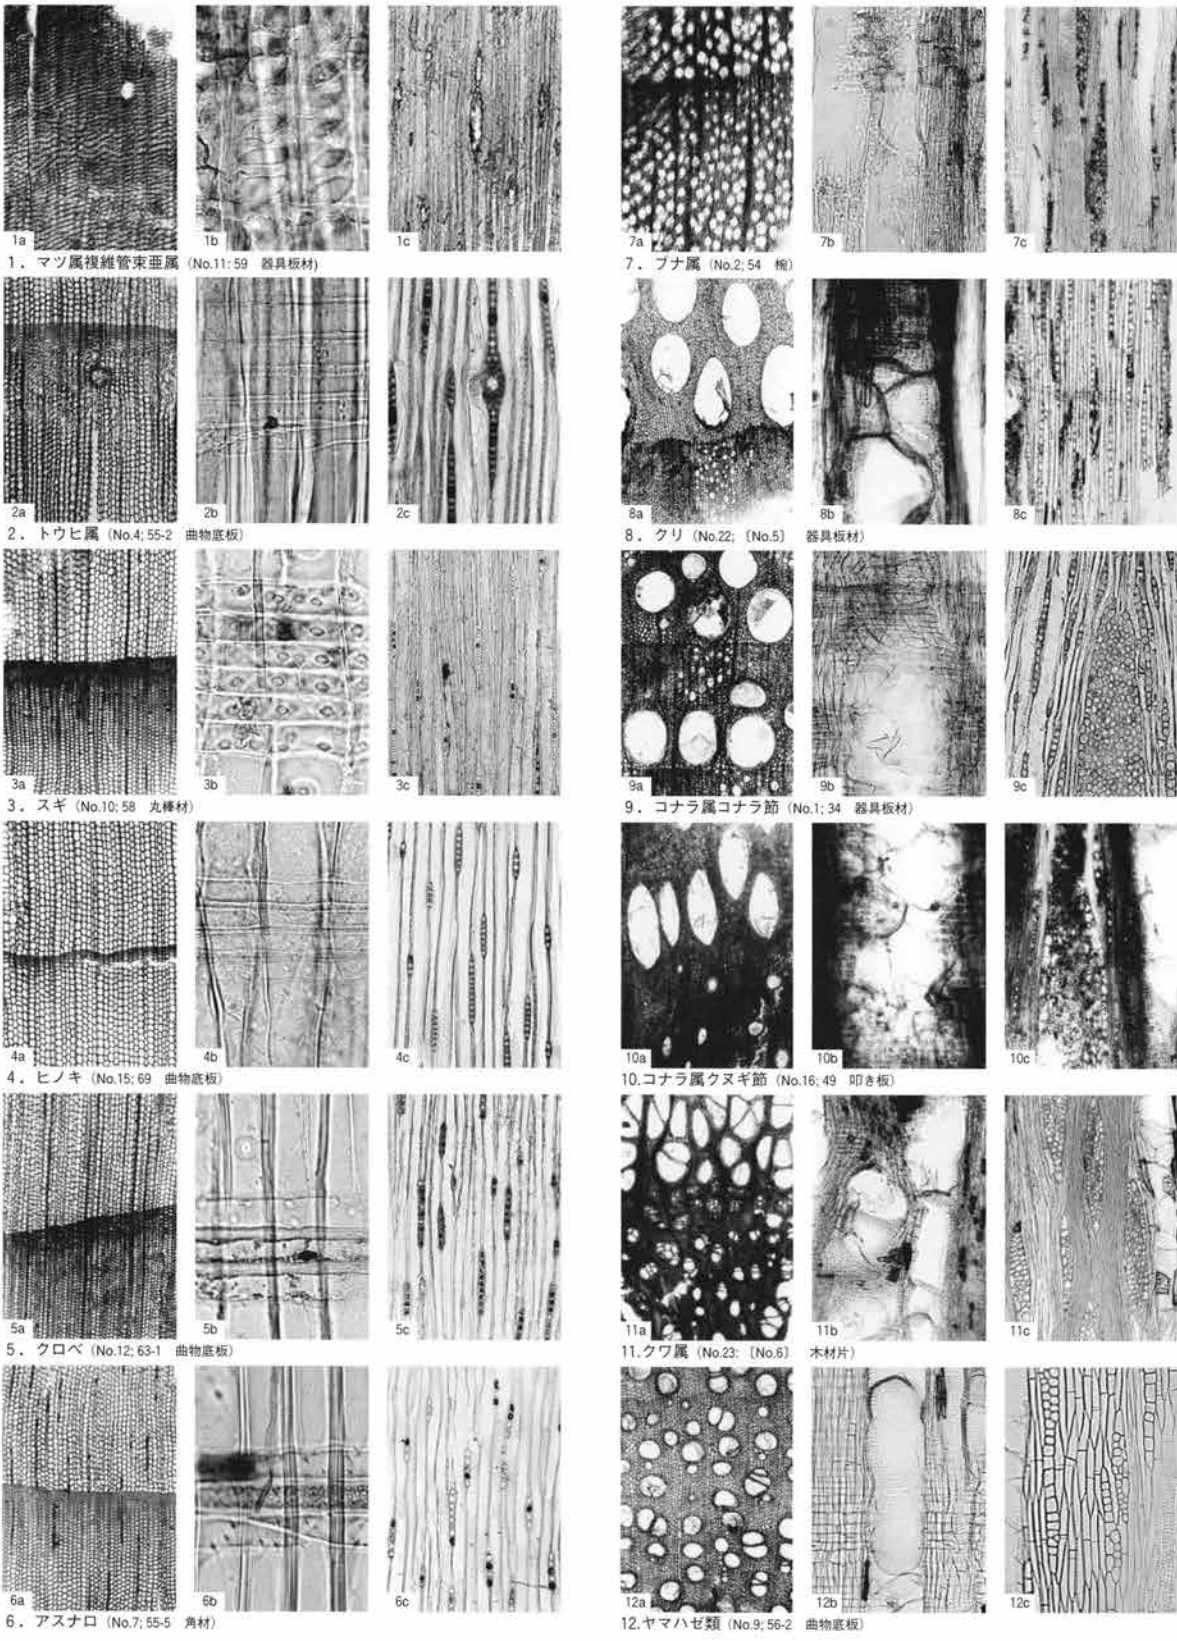 1a 1b 1c
1. マツ属複維管束亜属 (No.11: 59 器具板材)
2a 2b 2c
2. トウヒ属 (No.4; 55-2 曲物底板)
3a 3b 3c
3. スギ (No.10; 58 丸棒材)
4a 4b 4c
4. ヒノキ (No.15; 69 曲物底板)
5a 5b 5c
5. クロベ (No.12; 63-1 曲物底板)
6a 6b 6c
6. アスナロ (No.7; 55-5 角材)
7a 7b 7c
7. ブナ属 (No.2; 54 椀)
8a 8b 8c
8. クリ (No.22; 〔No.5〕 器具板材)
9a 9b 9c
9. コナラ属コナラ節 (No.1; 34 器具板材)
10a 10b 10c
10.コナラ属クヌギ節 (No.16; 49 叩き板)
11a 11b 11c
11.クワ属 (No.23: 〔No.6〕 木材片)
12a 12b 12c
12.ヤマハゼ類 (No.9; 56-2 曲物底板)